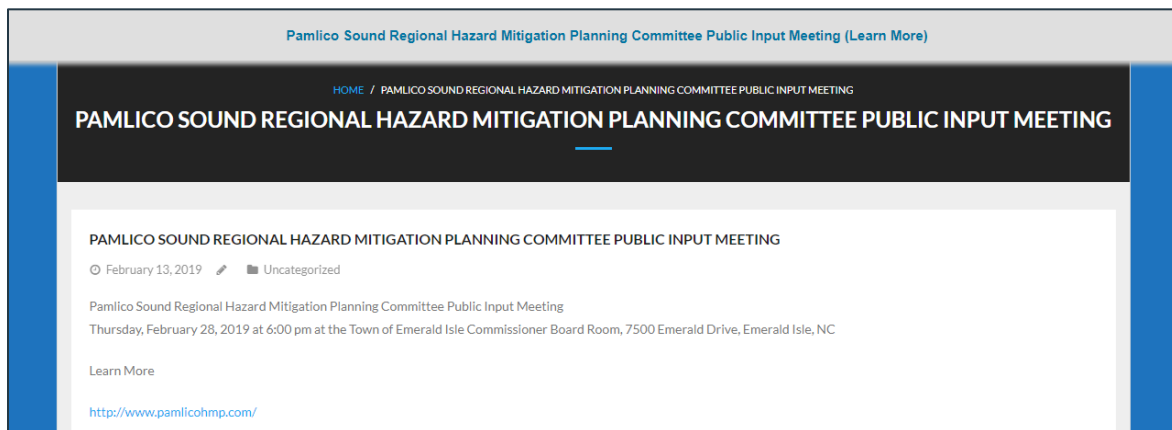 Pamlico Sound Regional Hazard Mitigation Planning Committee Public Input Meeting (Learn More)
HOME / PAMLICO SOUND REGIONAL HAZARD MITIGATION PLANNING COMMITTEE PUBLIC INPUT MEETING
PAMLICO SOUND REGIONAL HAZARD MITIGATION PLANNING COMMITTEE PUBLIC INPUT MEETING
PAMLICO SOUND REGIONAL HAZARD MITIGATION PLANNING COMMITTEE PUBLIC INPUT MEETING
February 13, 2019 Uncategorized
Pamlico Sound Regional Hazard Mitigation Planning Committee Public Input Meeting
Thursday, February 28, 2019 at 6:00 pm at the Town of Emerald Isle Commissioner Board Room, 7500 Emerald Drive, Emerald Isle, NC
Learn More
http://www.pamlicohmp.com/